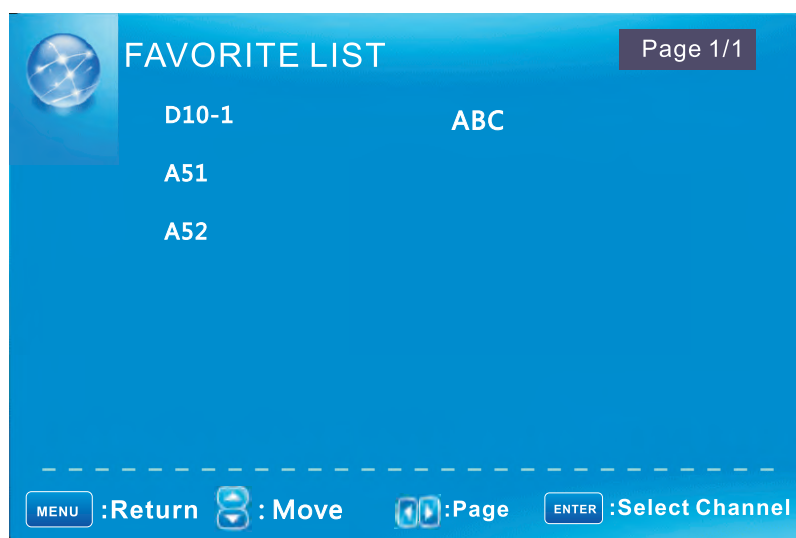 FAVORITE LIST Page 1/1
D10-1 ABC
A51
A52
MENU :Return : Move :Page ENTER :Select Channel